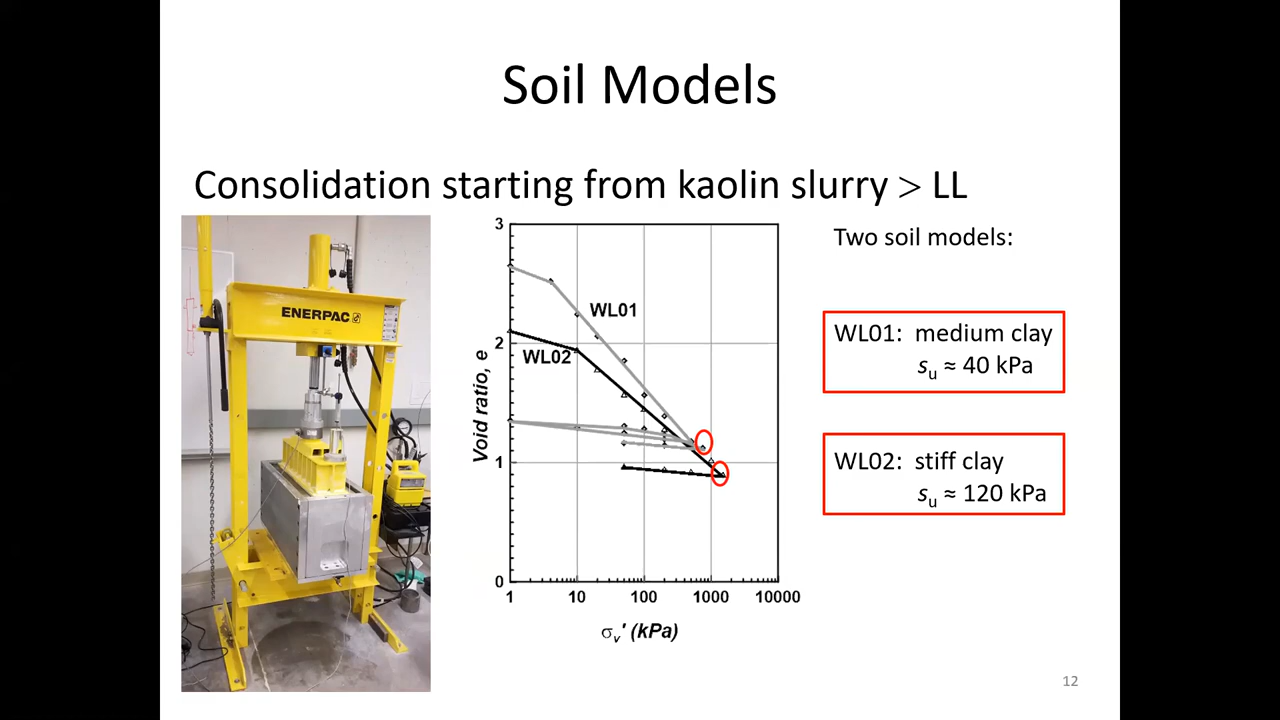 Soil Models
Consolidation starting from kaolin slurry > LL
ENERPAC
3
2
1
0
Void ratio, e
WL01
WL02
1 10 100 1000 10000
σv' (kPa)
Two soil models:
WL01: medium clay
su ≈ 40 kPa
WL02: stiff clay
su ≈ 120 kPa
12